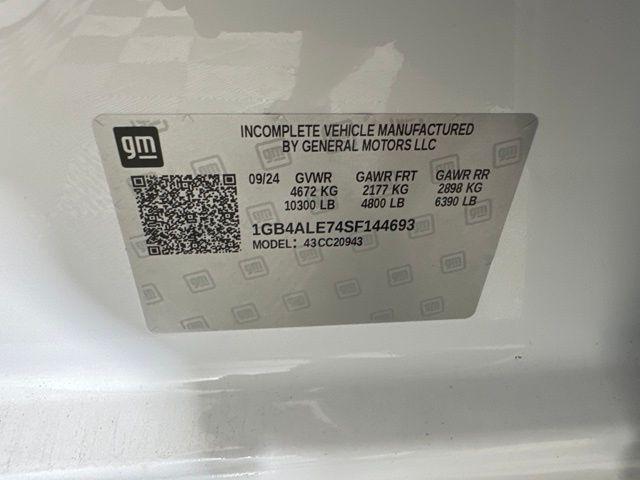 gm
INCOMPLETE VEHICLE MANUFACTURED
BY GENERAL MOTORS LLC
09/24 GVWR GAWR FRT GAWR RR
4672 KG 2177 KG 2898 KG
10300 LB 4800 LB 6390 LB
1GB4ALE74SF144693
MODEL: 43CC20943